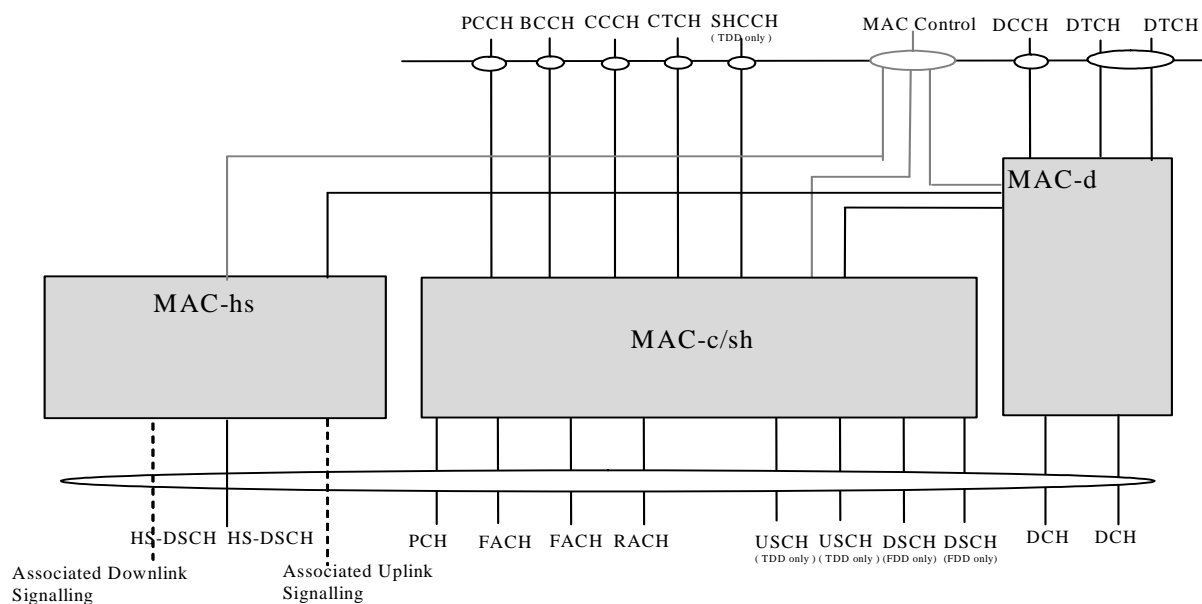 PCCH BCCH CCCH CTCH SHCCH MAC Control DCCH DTCH DTCH
( TDD only )
MAC-d
MAC-hs
MAC-c/sh
HS-DSCH HS-DSCH PCH FACH FACH RACH USCH USCH DSCH DSCH DCH DCH
( TDD only ) ( TDD only ) (FDD only) (FDD only)
Associated Downlink
Signalling
Associated Uplink
Signalling